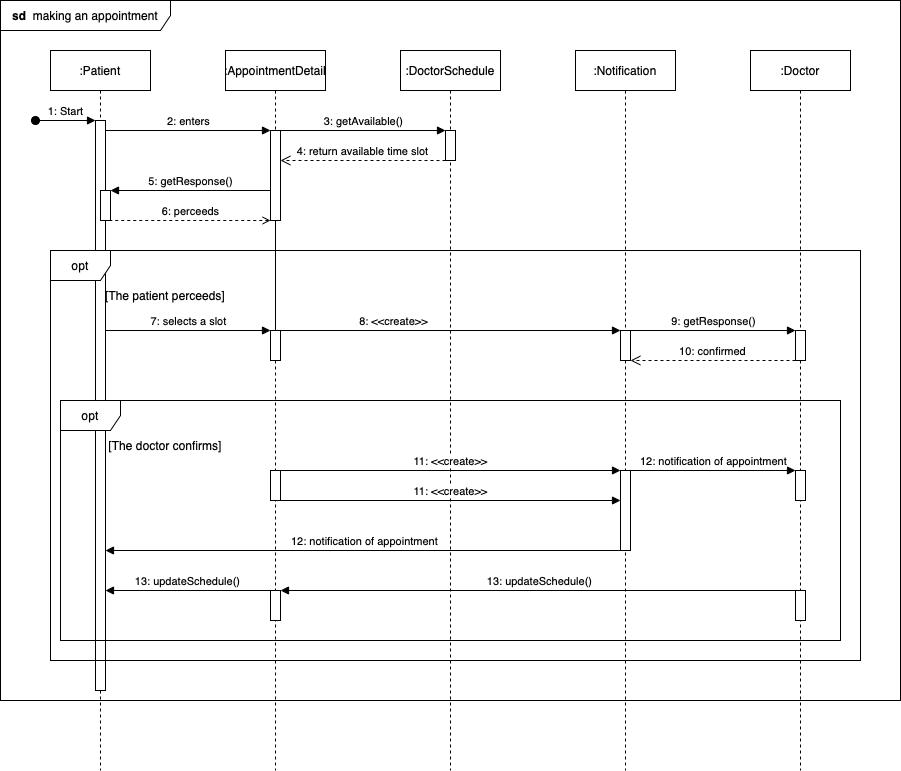 sd making an appointment
:Patient
:AppointmentDetail
:DoctorSchedule
:Notification
:Doctor
1: Start
2: enters
3: getAvailable()
4: return available time slot
5: getResponse()
6: perceeds
opt
[The patient perceeds]
7: selects a slot
8: <<create>>
9: getResponse()
10: confirmed
opt
[The doctor confirms]
11: <<create>>
12: notification of appointment
11: <<create>>
12: notification of appointment
13: updateSchedule()
13: updateSchedule()